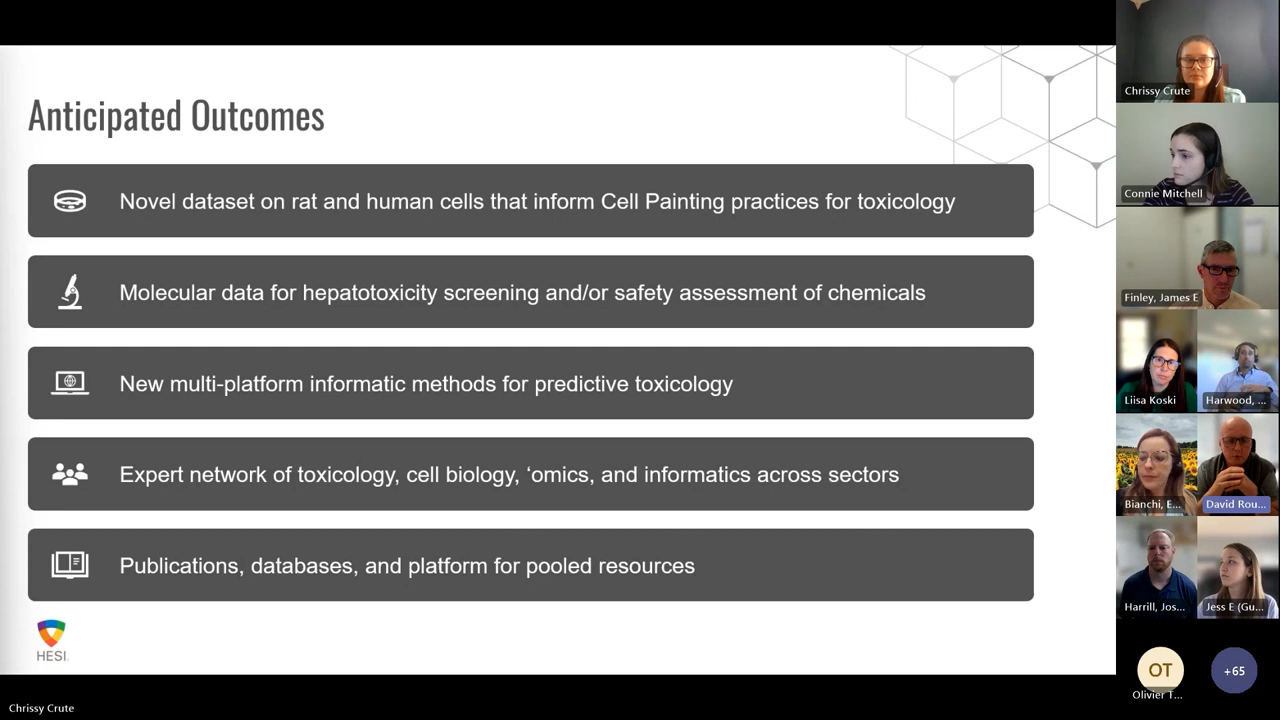 Anticipated Outcomes
Novel dataset on rat and human cells that inform Cell Painting practices for toxicology
Molecular data for hepatotoxicity screening and/or safety assessment of chemicals
New multi-platform informatic methods for predictive toxicology
Expert network of toxicology, cell biology, ‘omics, and informatics across sectors
Publications, databases, and platform for pooled resources
HESI
Chrissy Crute
Chrissy Crute
Connie Mitchell
Finley, James E
Liisa Koski
Harwood, ...
Bianchi, E...
David Rou...
Harrill, Jos...
Jess E (Gu...
OT
Olivier T...
+65